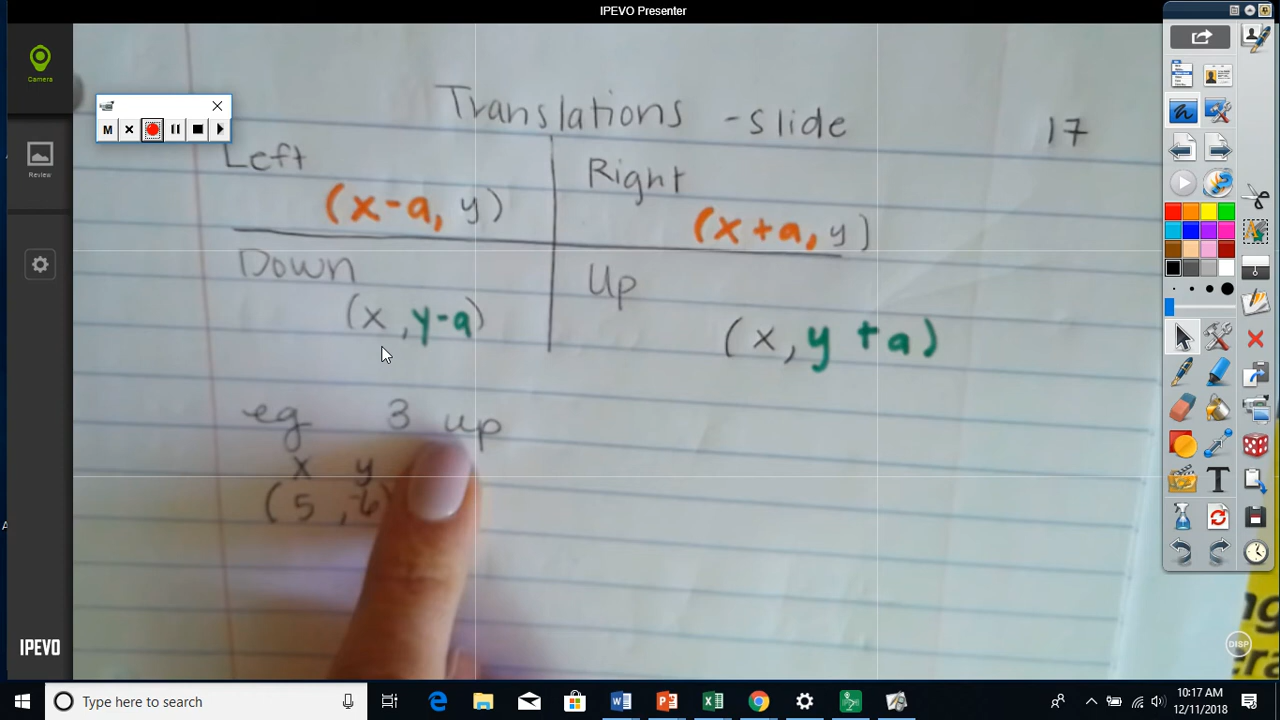 IPEVO Presenter
Camera
Review
IPEVO
M
Translations - slide 17
Left
(x-a, y)
Right
(x+a, y)
Down
(x, y-a)
Up
(x, y + a)
eg 3 up
x y
(5, -6)
T
DISP
Type here to search
10:17 AM
12/11/2018